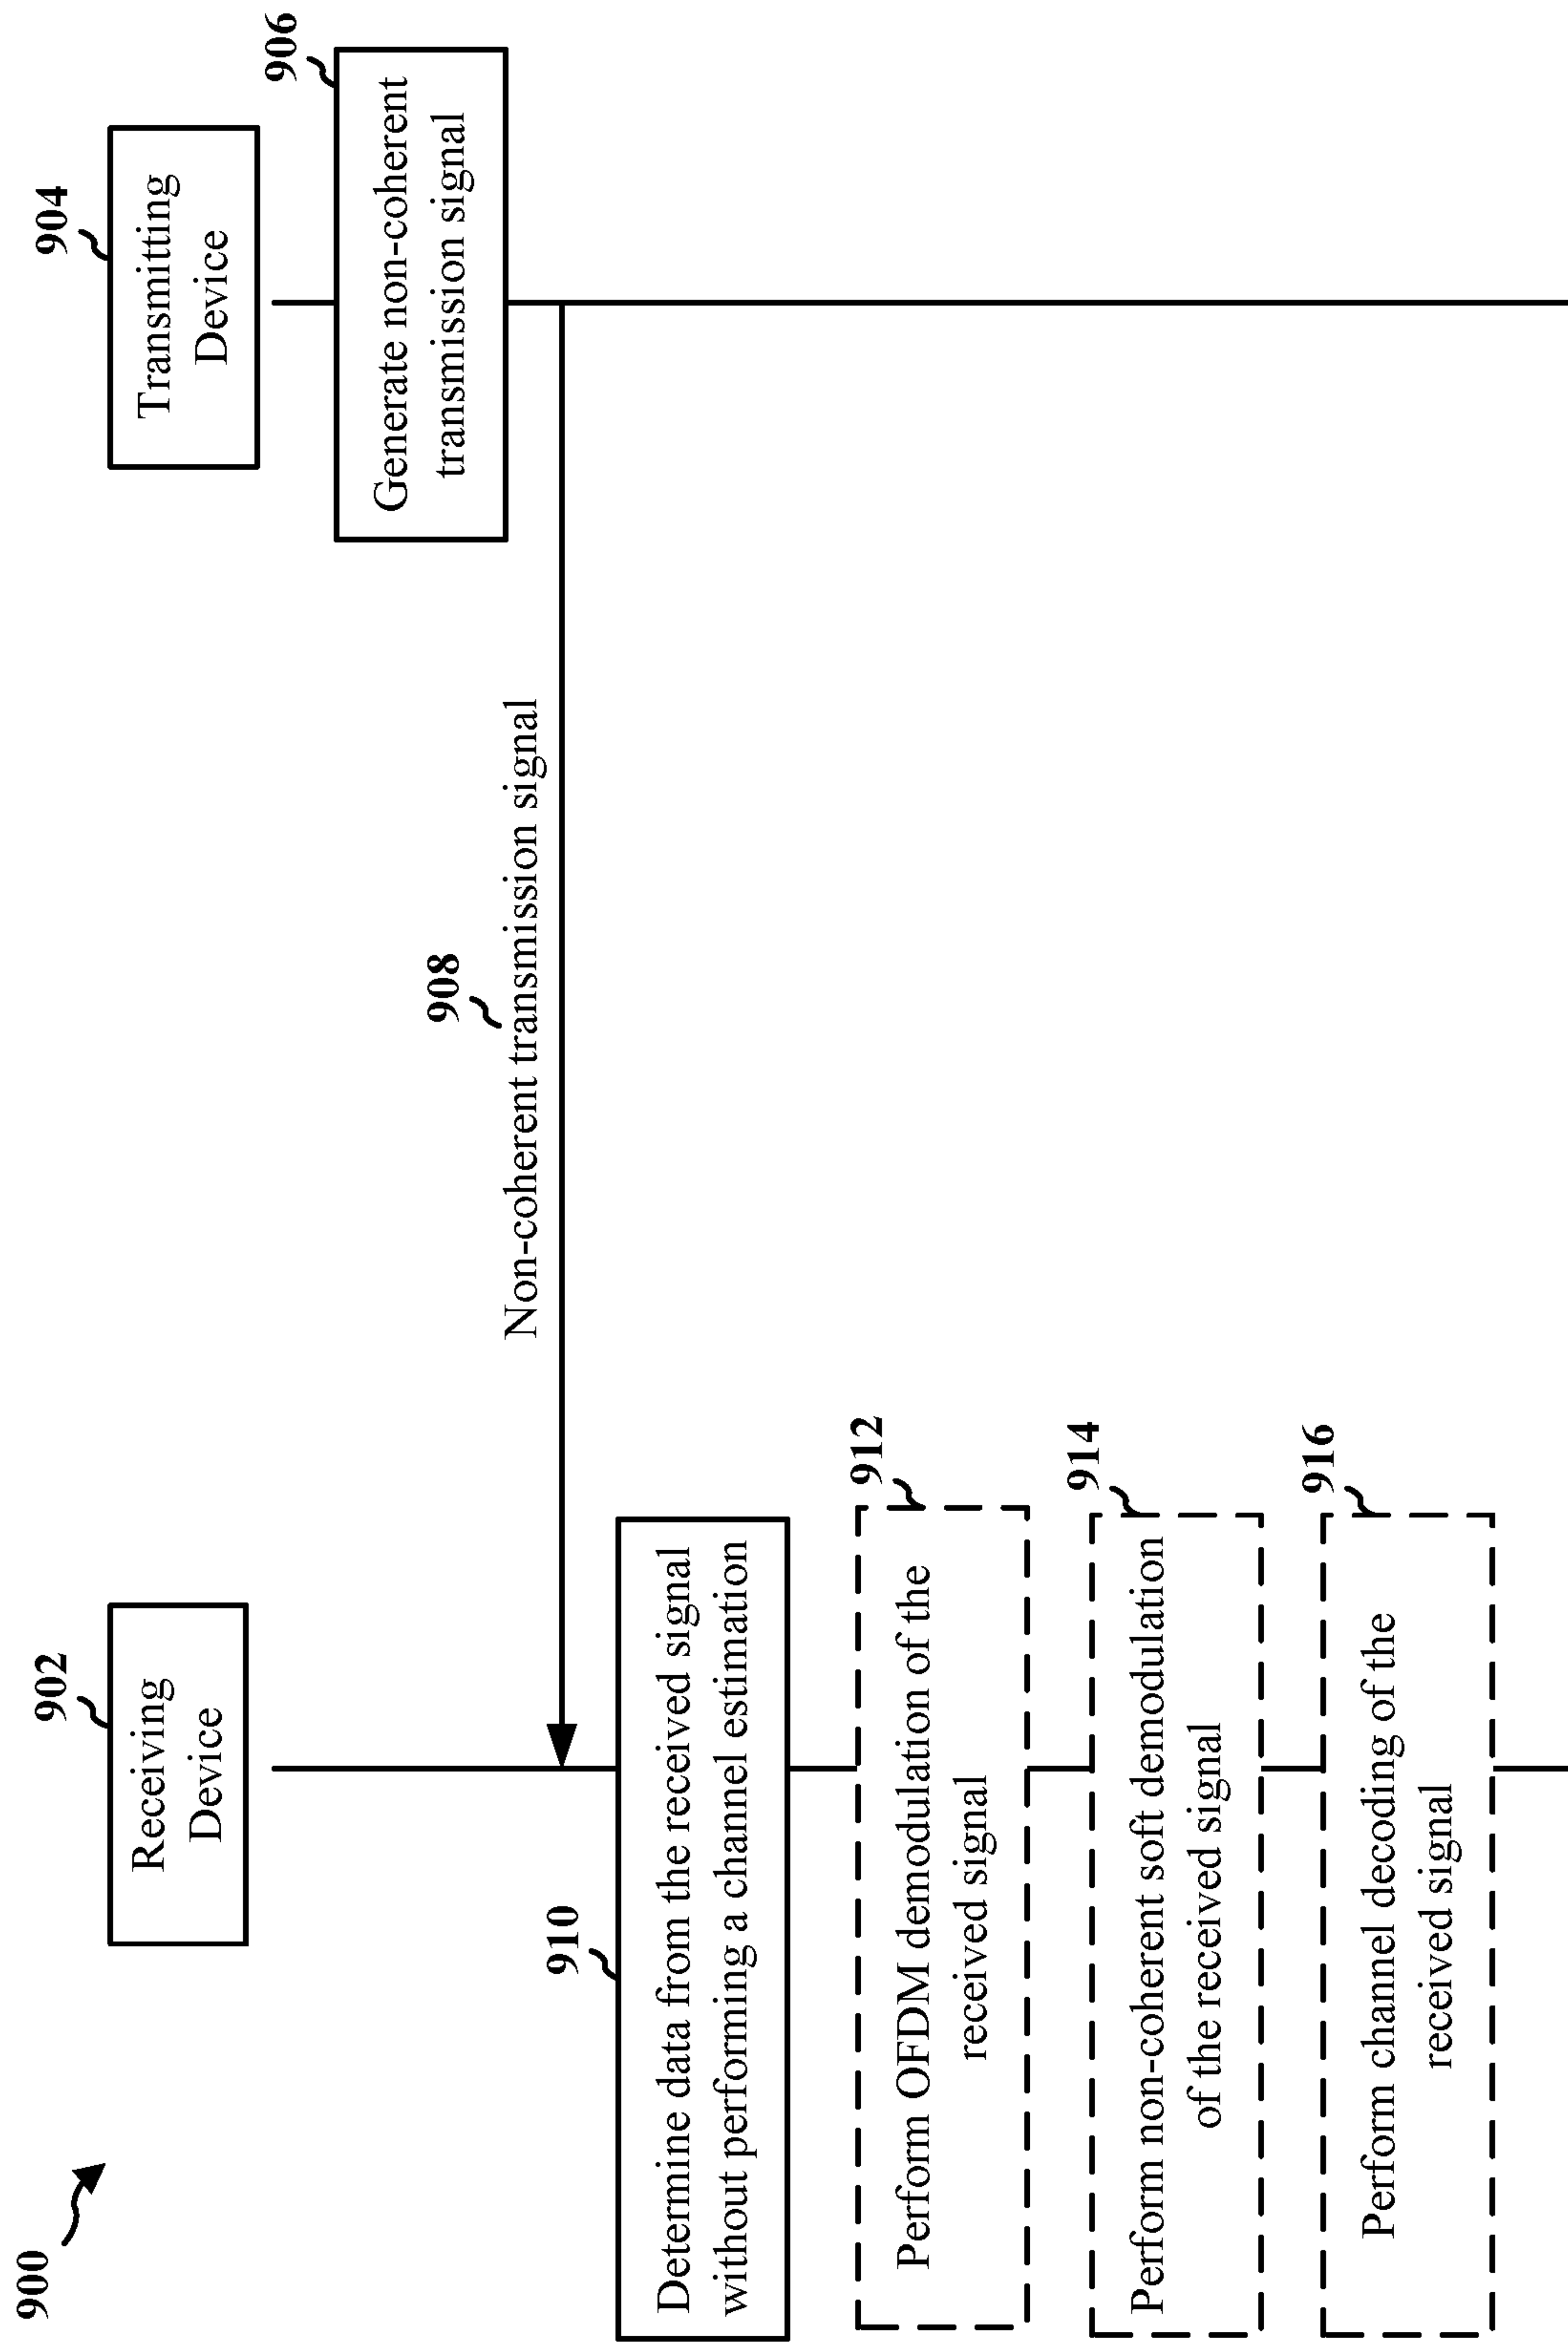 900
902
Receiving
Device
904
Transmitting
Device
906
Generate non-coherent
transmission signal
908
Non-coherent transmission signal
910
Determine data from the received signal
without performing a channel estimation
912
Perform OFDM demodulation of the
received signal
914
Perform non-coherent soft demodulation
of the received signal
916
Perform channel decoding of the
received signal